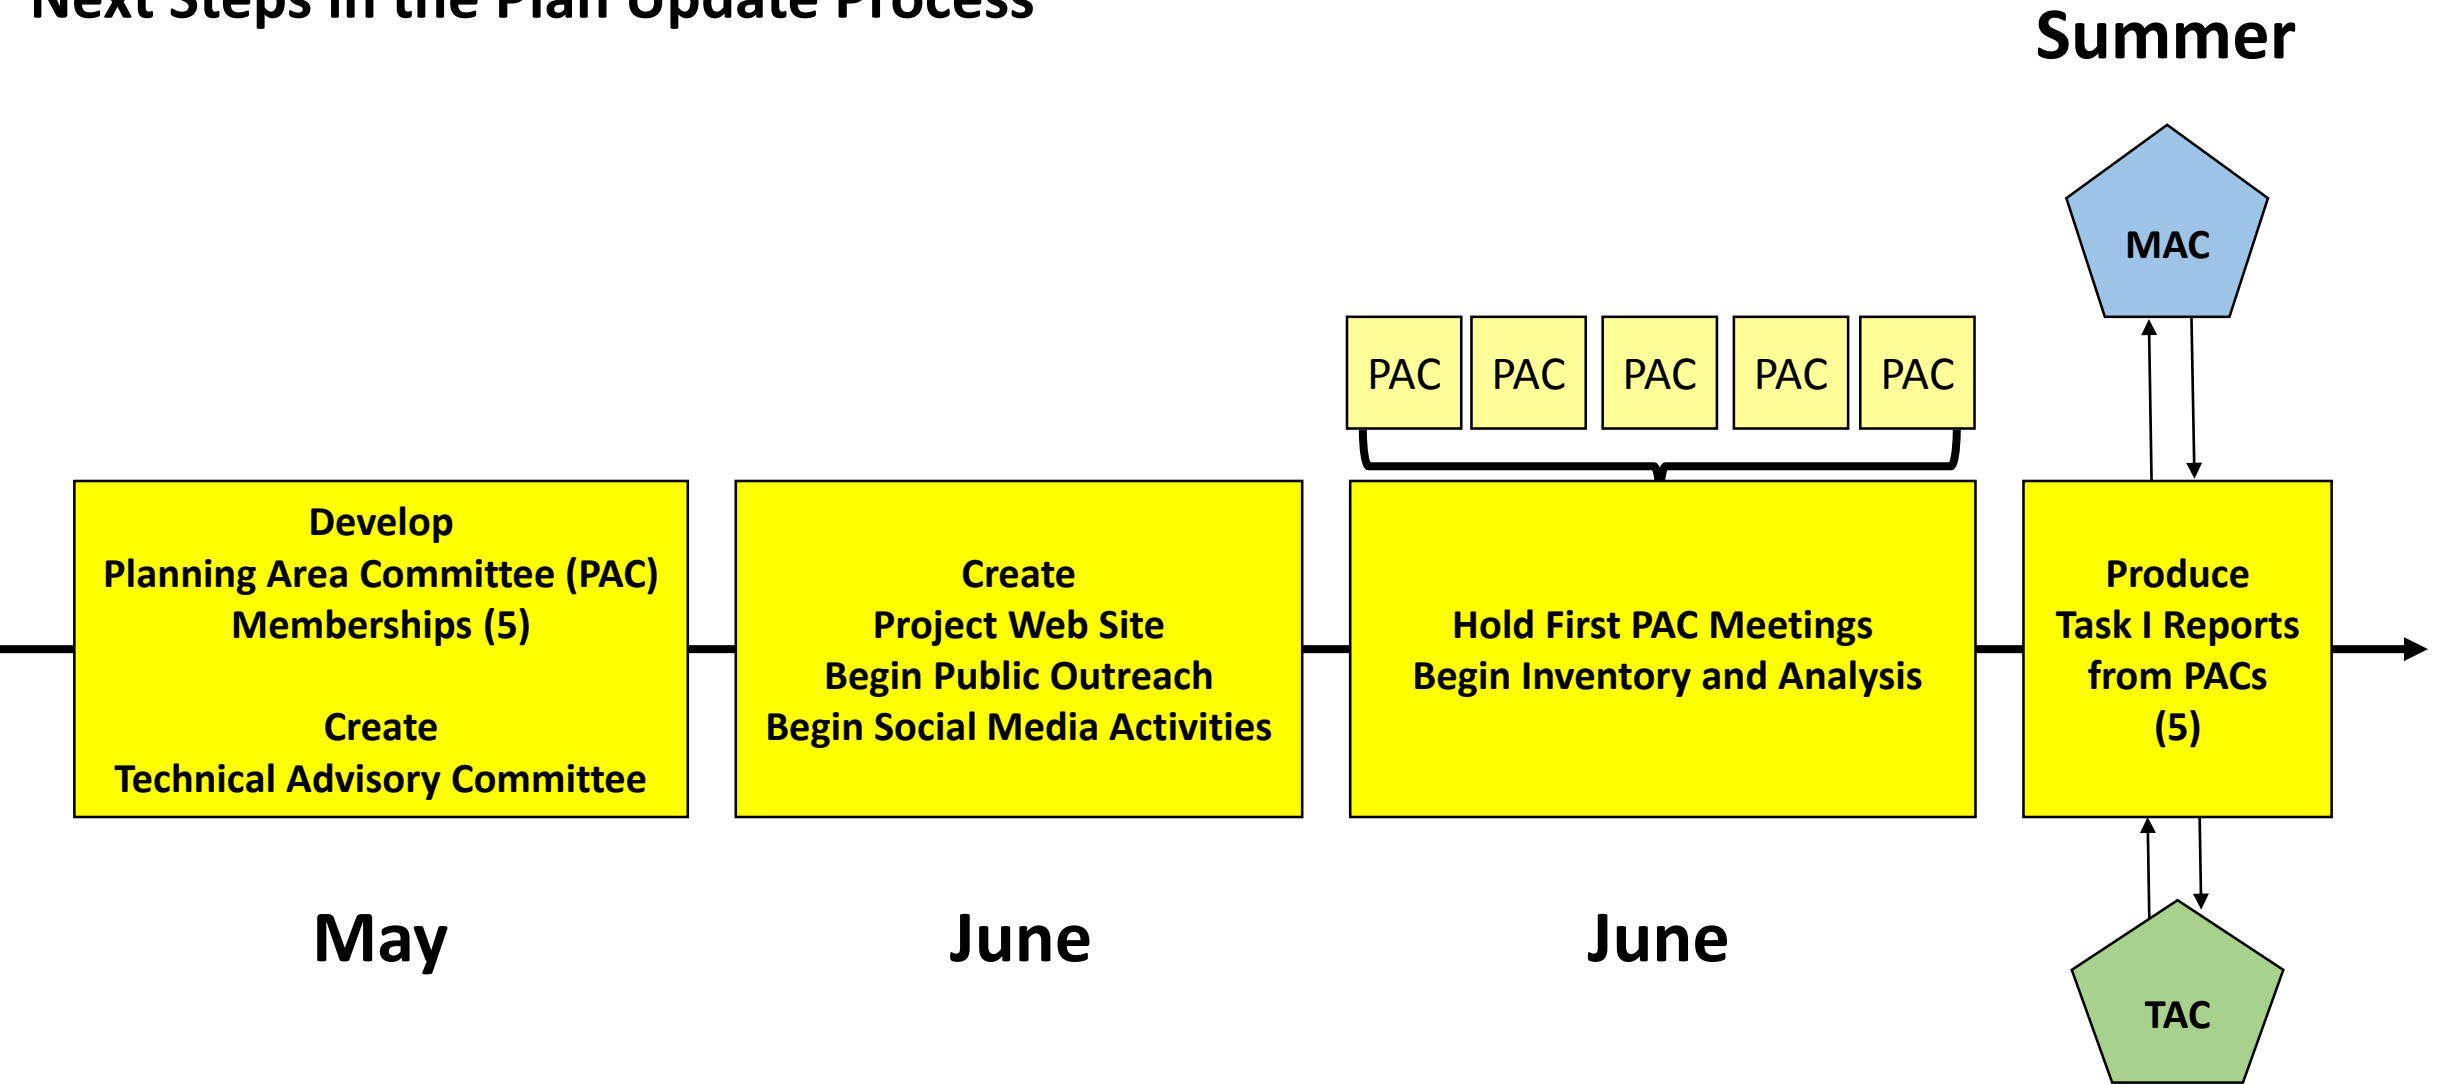 Next Steps in the Plan Update Process
Summer
MAC
PAC PAC PAC PAC PAC
Develop
Planning Area Committee (PAC)
Memberships (5)
Create
Technical Advisory Committee
Create
Project Web Site
Begin Public Outreach
Begin Social Media Activities
Hold First PAC Meetings
Begin Inventory and Analysis
Produce
Task I Reports
from PACs
(5)
May
June
June
TAC